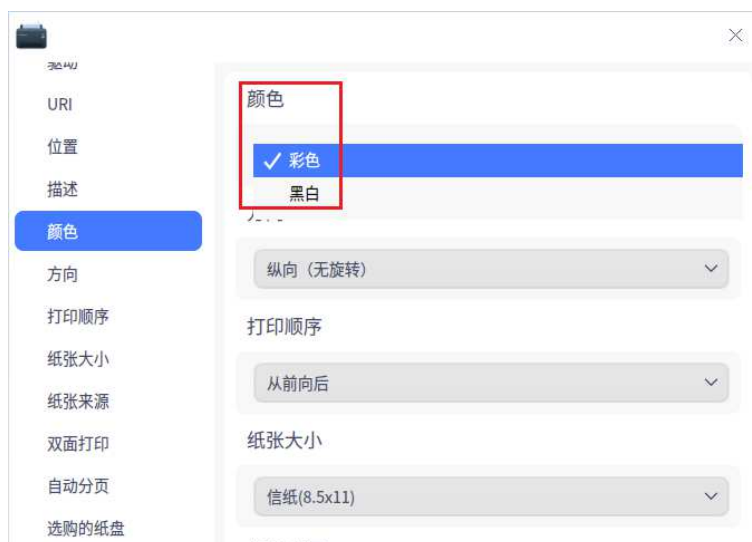 驱动
URI
位置
描述
颜色
方向
打印顺序
纸张大小
纸张来源
双面打印
自动分页
选购的纸盘
颜色
彩色
黑白
纵向（无旋转）
打印顺序
从前向后
纸张大小
信纸(8.5x11)